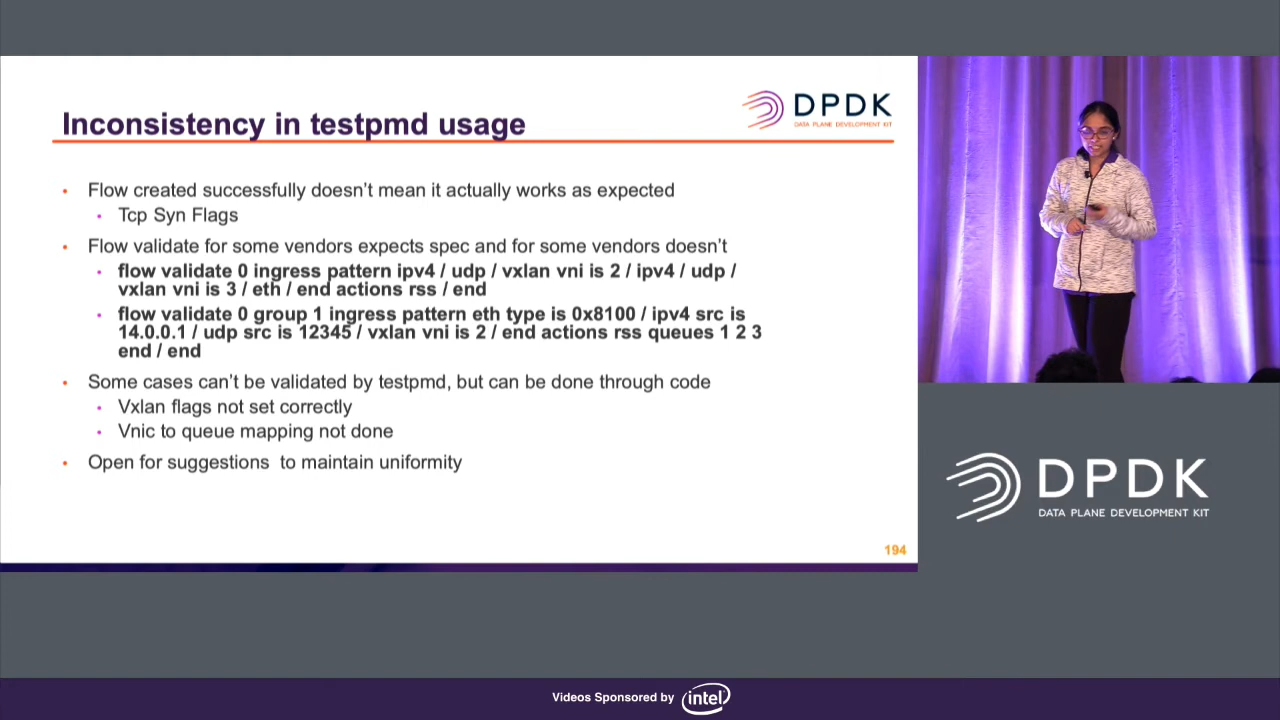 Inconsistency in testpmd usage
DPDK
DATA PLANE DEVELOPMENT KIT
• Flow created successfully doesn't mean it actually works as expected
• Tcp Syn Flags
• Flow validate for some vendors expects spec and for some vendors doesn't
• flow validate 0 ingress pattern ipv4 / udp / vxlan vni is 2 / ipv4 / udp /
vxlan vni is 3 / eth / end actions rss / end
• flow validate 0 group 1 ingress pattern eth type is 0x8100 / ipv4 src is
14.0.0.1 / udp src is 12345 / vxlan vni is 2 / end actions rss queues 1 2 3
end / end
• Some cases can't be validated by testpmd, but can be done through code
• Vxlan flags not set correctly
• Vnic to queue mapping not done
• Open for suggestions to maintain uniformity
194
DPDK
DATA PLANE DEVELOPMENT KIT
Videos Sponsored by intel